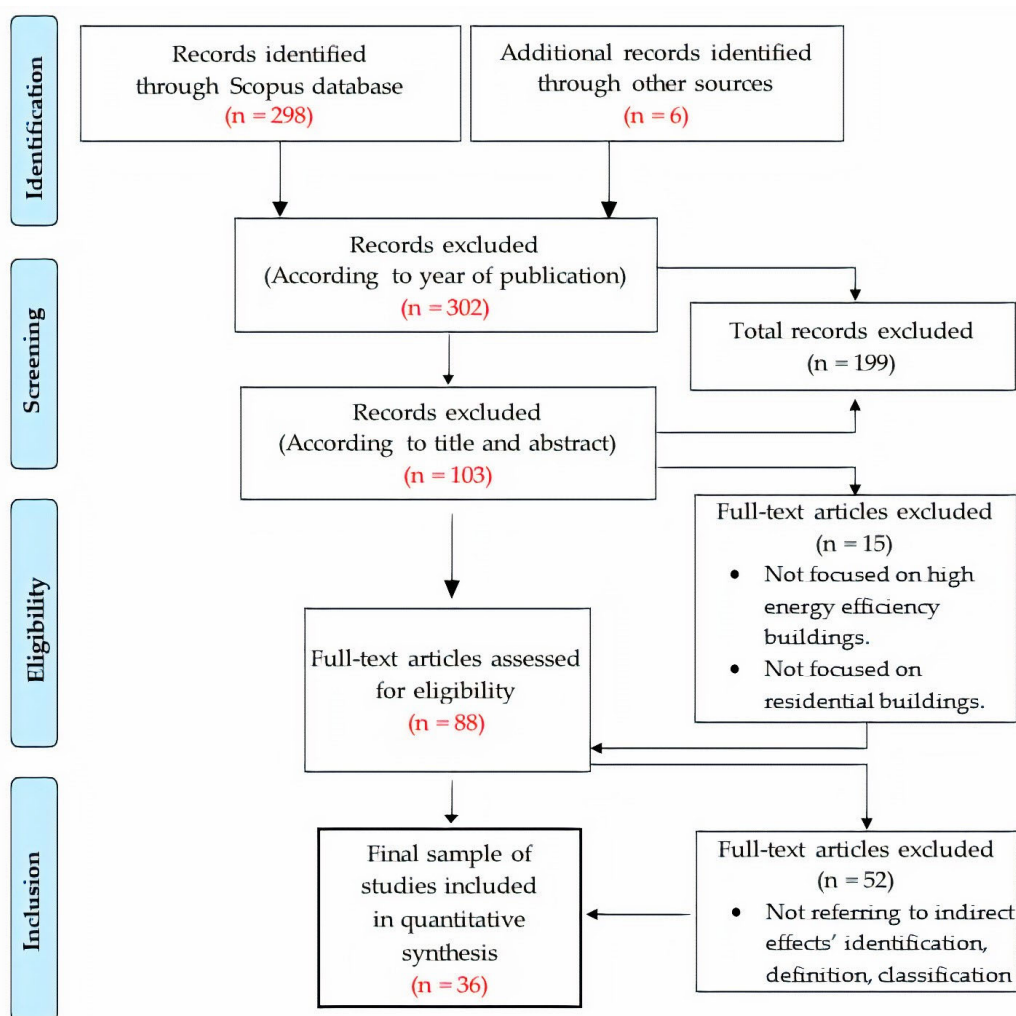 Identification
Records identified
through Scopus database
(n = 298)
Additional records identified
through other sources
(n = 6)
Records excluded
(According to year of publication)
(n = 302)
Screening
Total records excluded
(n = 199)
Records excluded
(According to title and abstract)
(n = 103)
Eligibility
Full-text articles excluded
(n = 15)
• Not focused on high
energy efficiency
buildings.
• Not focused on
residential buildings.
Full-text articles assessed
for eligibility
(n = 88)
Inclusion
Final sample of
studies included
in quantitative
synthesis
(n = 36)
Full-text articles excluded
(n = 52)
• Not referring to indirect
effects' identification,
definition, classification